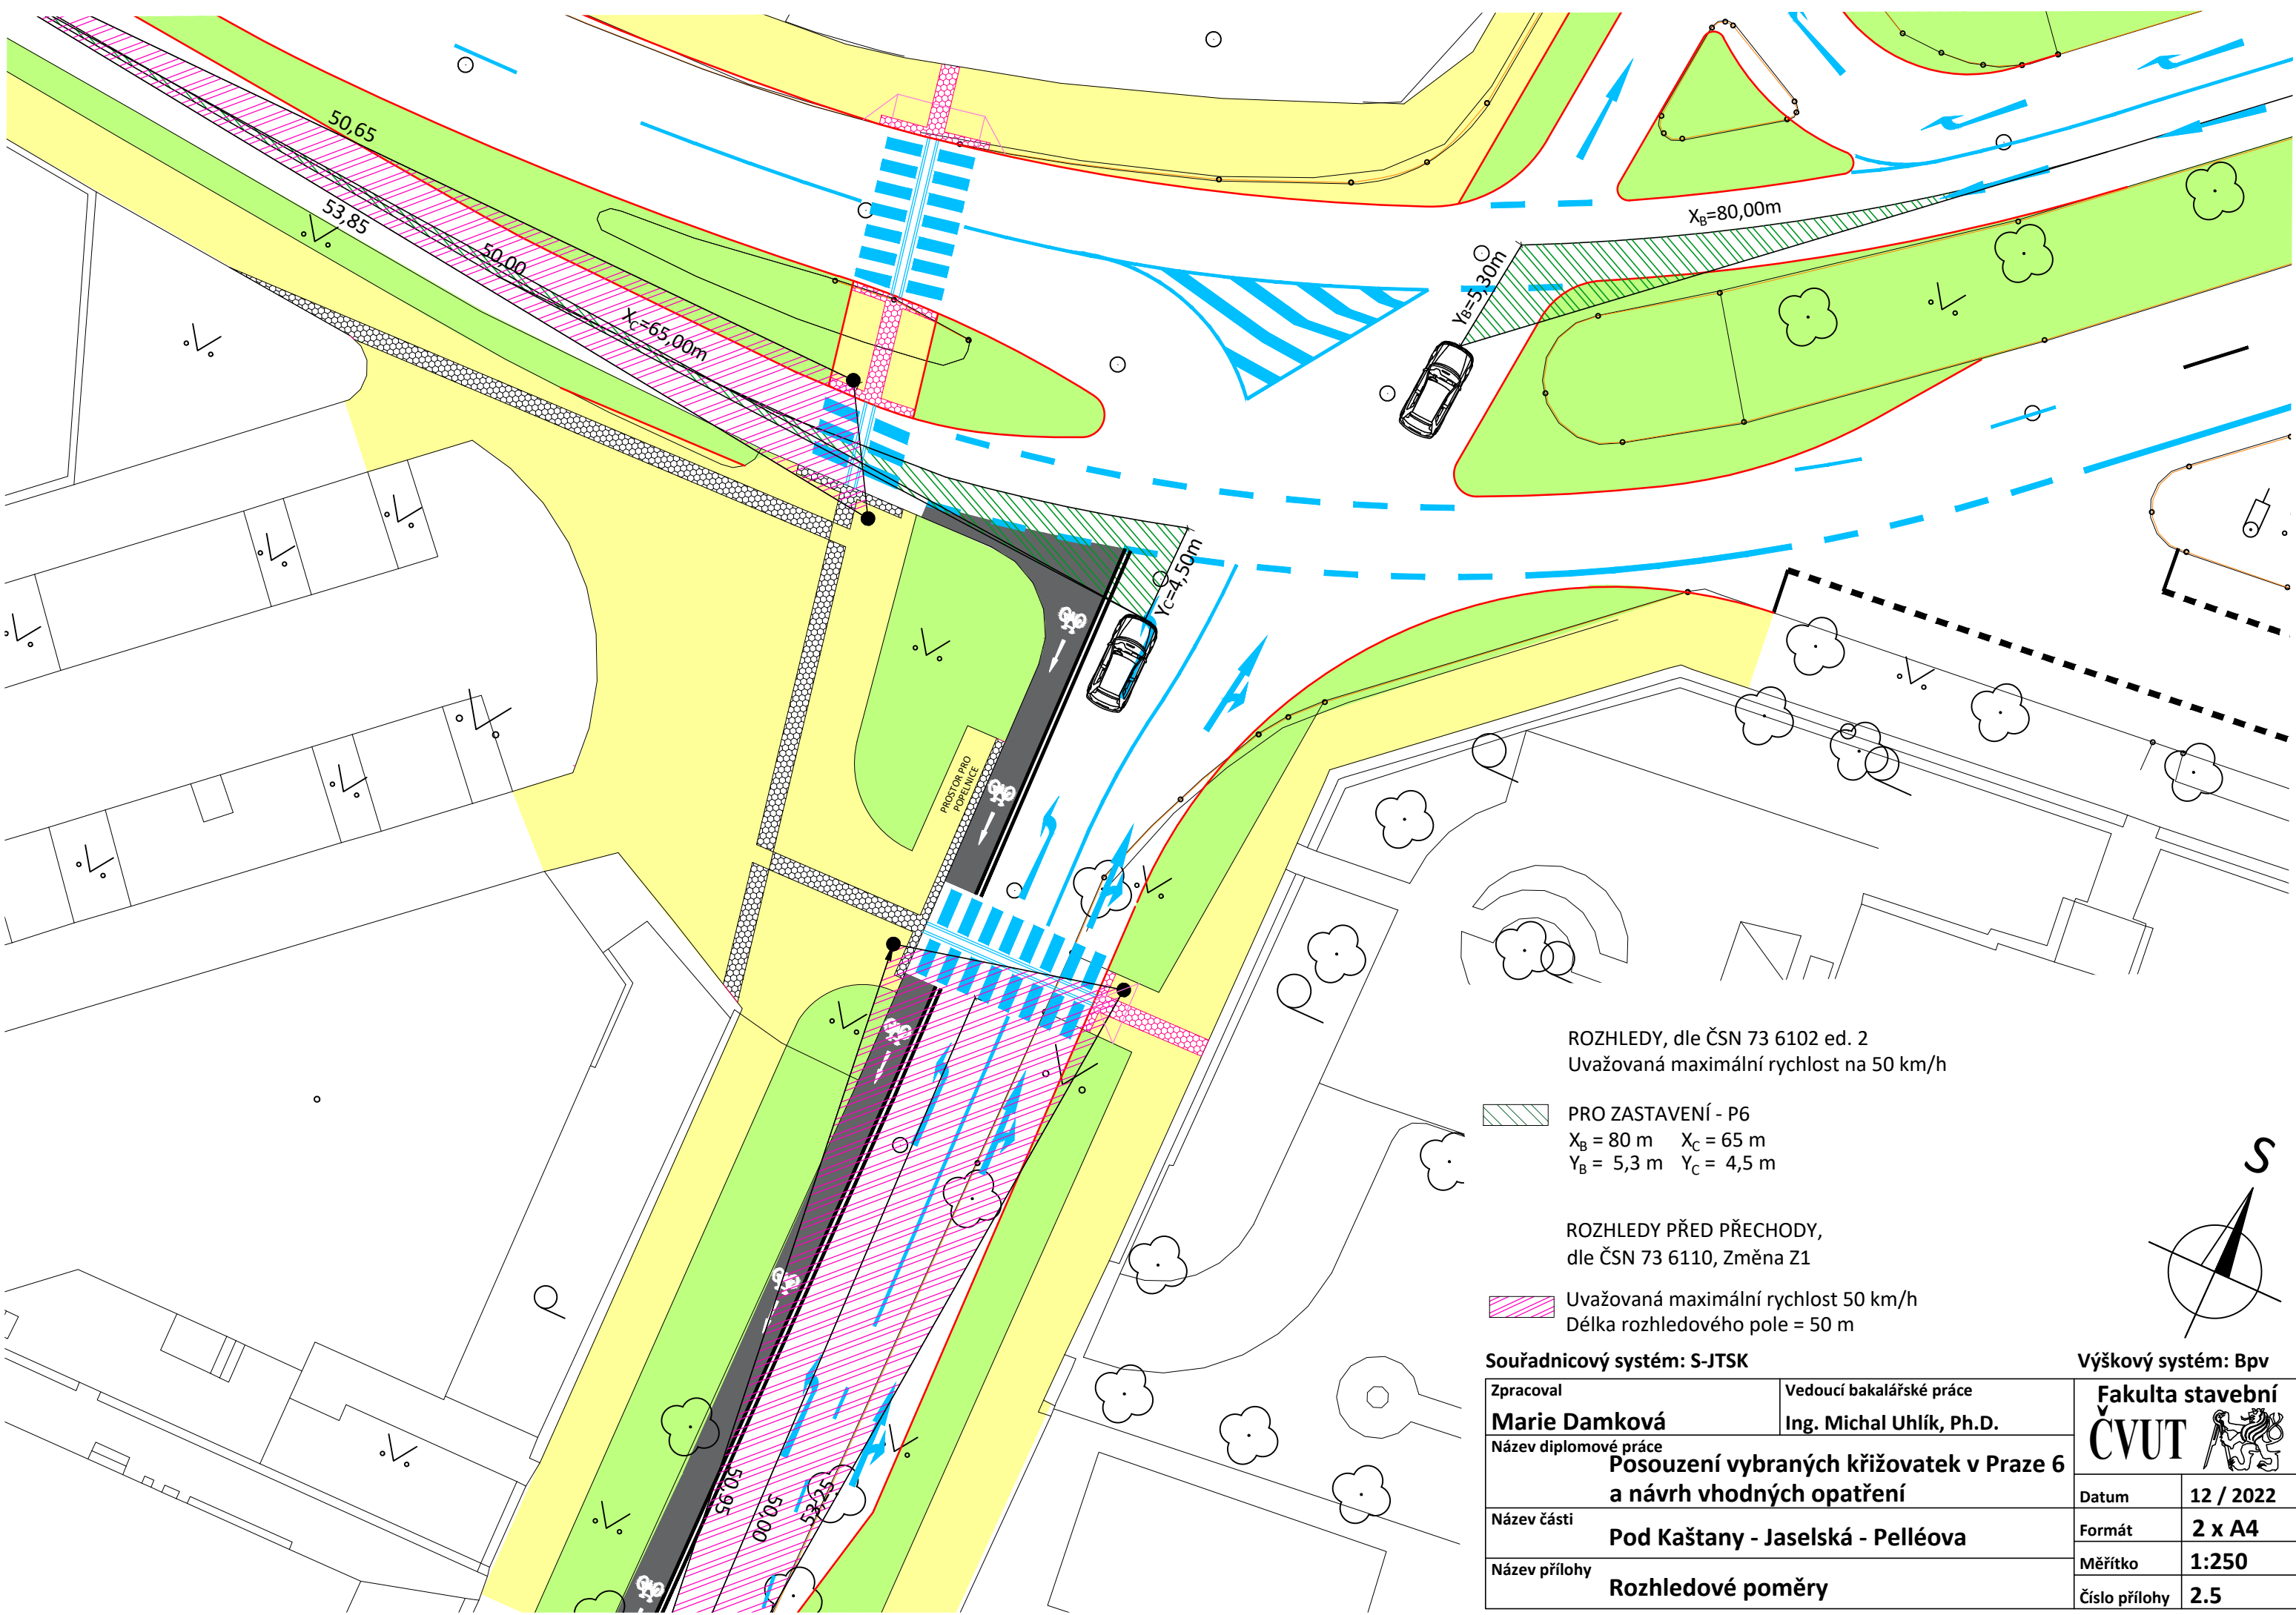 50,65
53,85
50,00
X_C=65,00m
X_B=80,00m
Y_B=5,30m
Y_C=4,50m
PROSTOR PRO
POPELNICE
50,95
50,00
53,25
ROZHLEDY, dle ČSN 73 6102 ed. 2
Uvažovaná maximální rychlost na 50 km/h
PRO ZASTAVENÍ - P6
X_B = 80 m X_C = 65 m
Y_B = 5,3 m Y_C = 4,5 m
ROZHLEDY PŘED PŘECHODY,
dle ČSN 73 6110, Změna Z1
Uvažovaná maximální rychlost 50 km/h
Délka rozhledového pole = 50 m
S
Souřadnicový systém: S-JTSK
Výškový systém: Bpv
Zpracoval
Marie Damková
Vedoucí bakalářské práce
Ing. Michal Uhlík, Ph.D.
Fakulta stavební
ČVUT
Název diplomové práce
Posouzení vybraných křižovatek v Praze 6
a návrh vhodných opatření
Datum 12 / 2022
Název části
Pod Kaštany - Jaselská - Pelléova
Formát 2 x A4
Měřítko 1:250
Název přílohy
Rozhledové poměry
Číslo přílohy 2.5